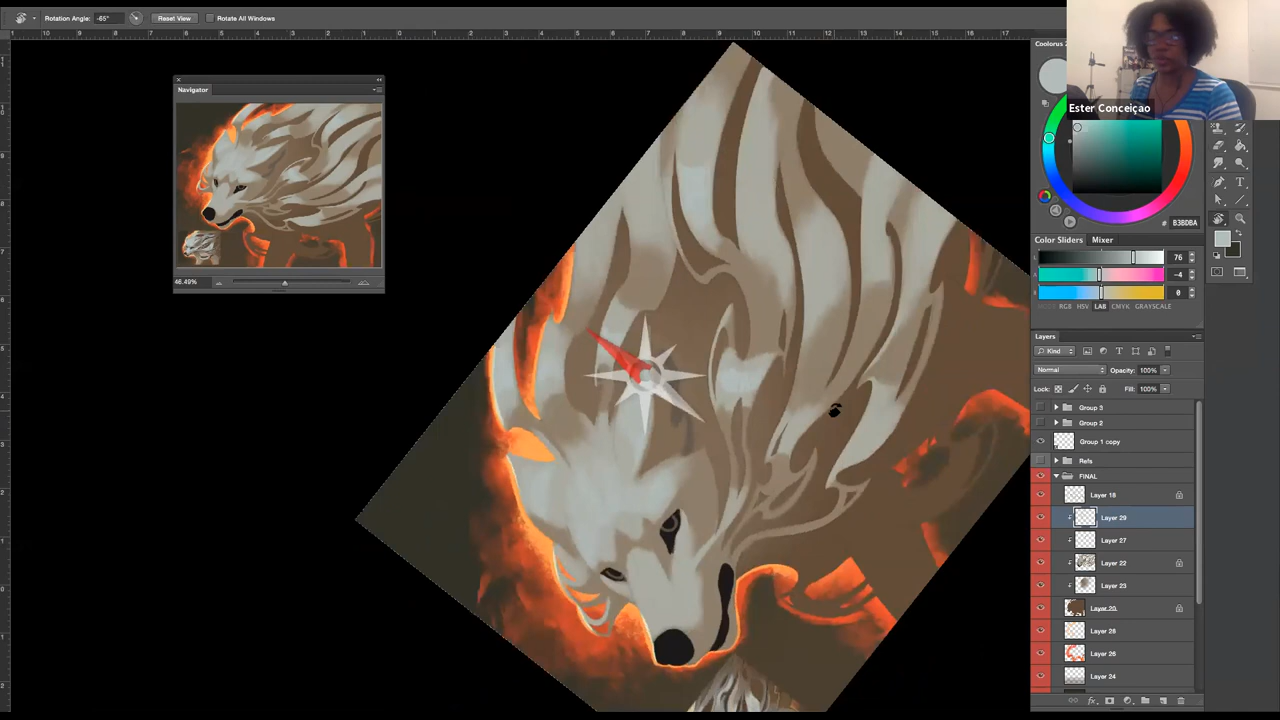 Rotation Angle: -65° Reset View Rotate All Windows
Coolorus 2
Ester Conceição
Navigator
46.49%
# B3BDBA
Color Sliders Mixer
L 76
A -4
B 0
RGB HSV LAB CMYK GRAYSCALE
Layers
Kind
Normal Opacity: 100%
Lock: Fill: 100%
Group 3
Group 2
Group 1 copy
Refs
FINAL
Layer 18
Layer 29
Layer 27
Layer 22
Layer 23
Layer 20
Layer 28
Layer 26
Layer 24